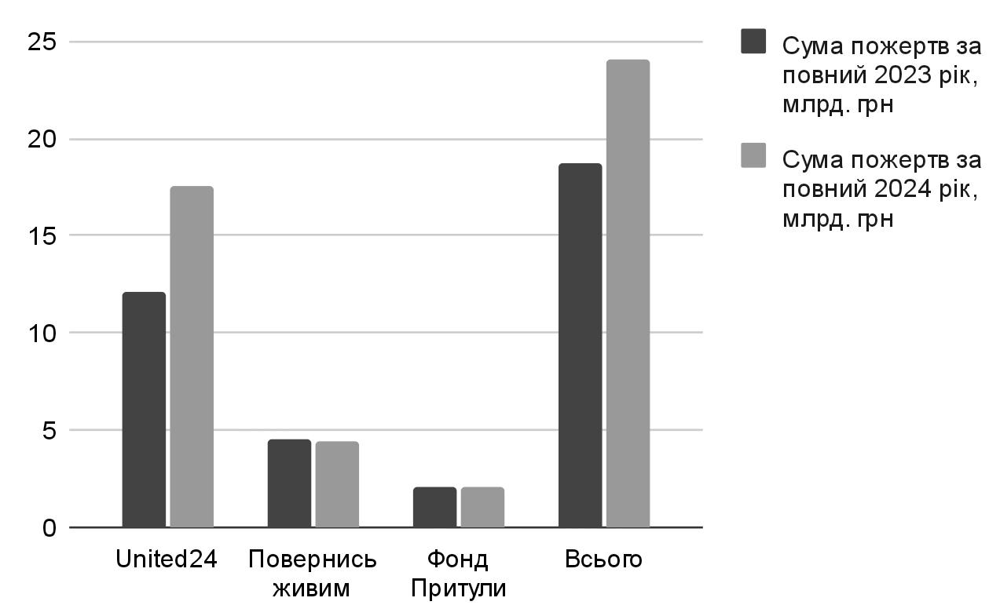 25
20
15
10
5
0
United24
Повернись
живим
Фонд
Притули
Всього
Сума пожертв за
повний 2023 рік,
млрд. грн
Сума пожертв за
повний 2024 рік,
млрд. грн